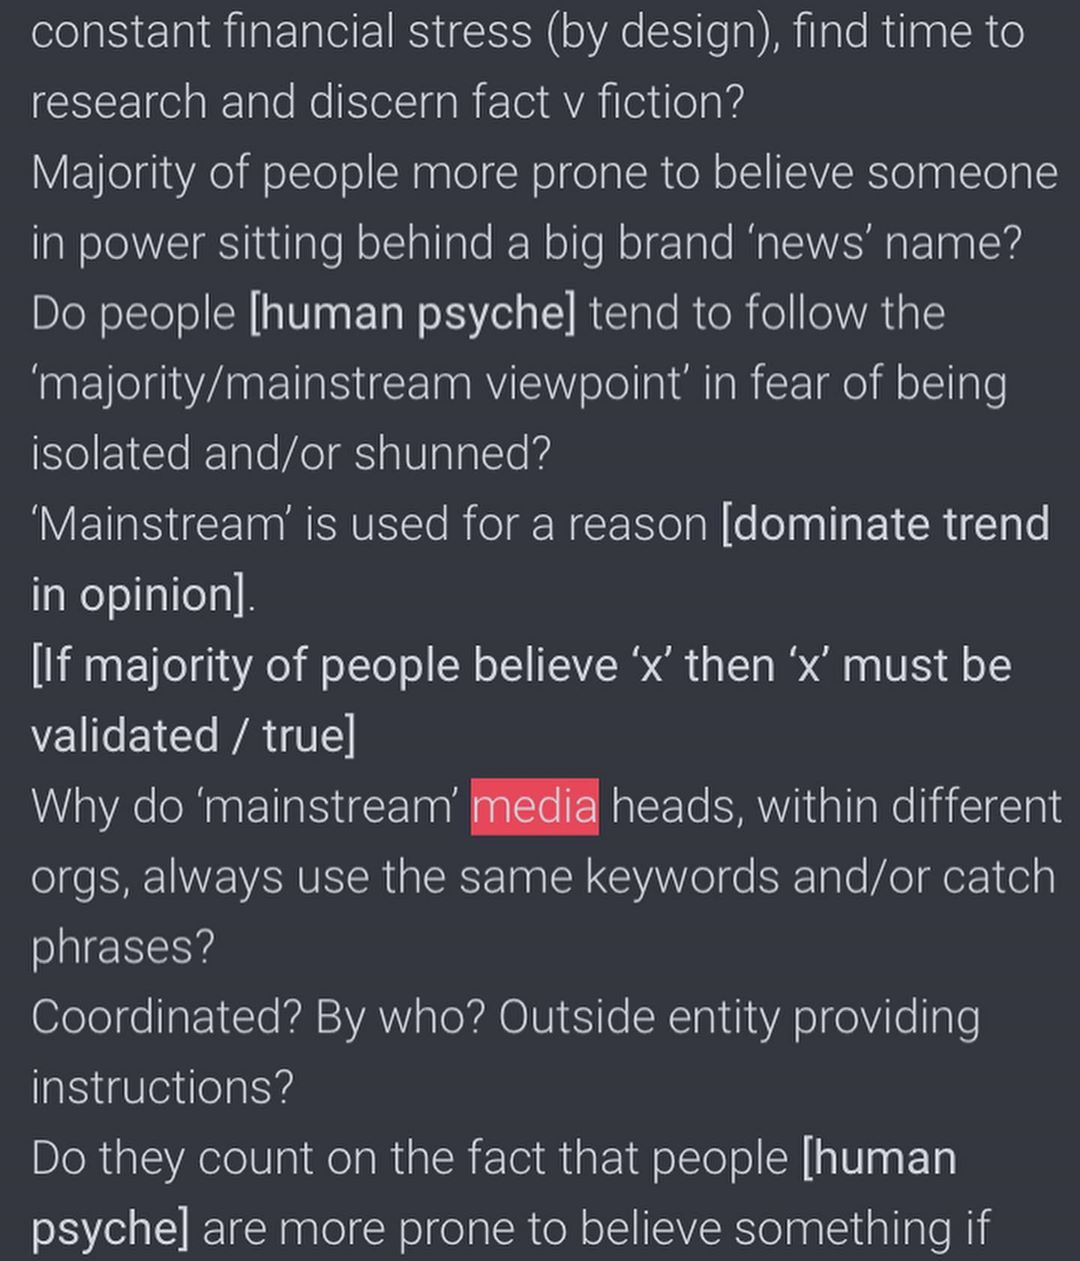 constant financial stress (by design), find time to
research and discern fact v fiction?
Majority of people more prone to believe someone
in power sitting behind a big brand ‘news’ name?
Do people [human psyche] tend to follow the
‘majority/mainstream viewpoint’ in fear of being
isolated and/or shunned?
‘Mainstream’ is used for a reason [dominate trend
in opinion].
[If majority of people believe ‘x’ then ‘x’ must be
validated / true]
Why do ‘mainstream’ media heads, within different
orgs, always use the same keywords and/or catch
phrases?
Coordinated? By who? Outside entity providing
instructions?
Do they count on the fact that people [human
psyche] are more prone to believe something if